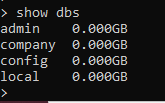 > show dbs
admin    0.000GB
company  0.000GB
config   0.000GB
local    0.000GB
>